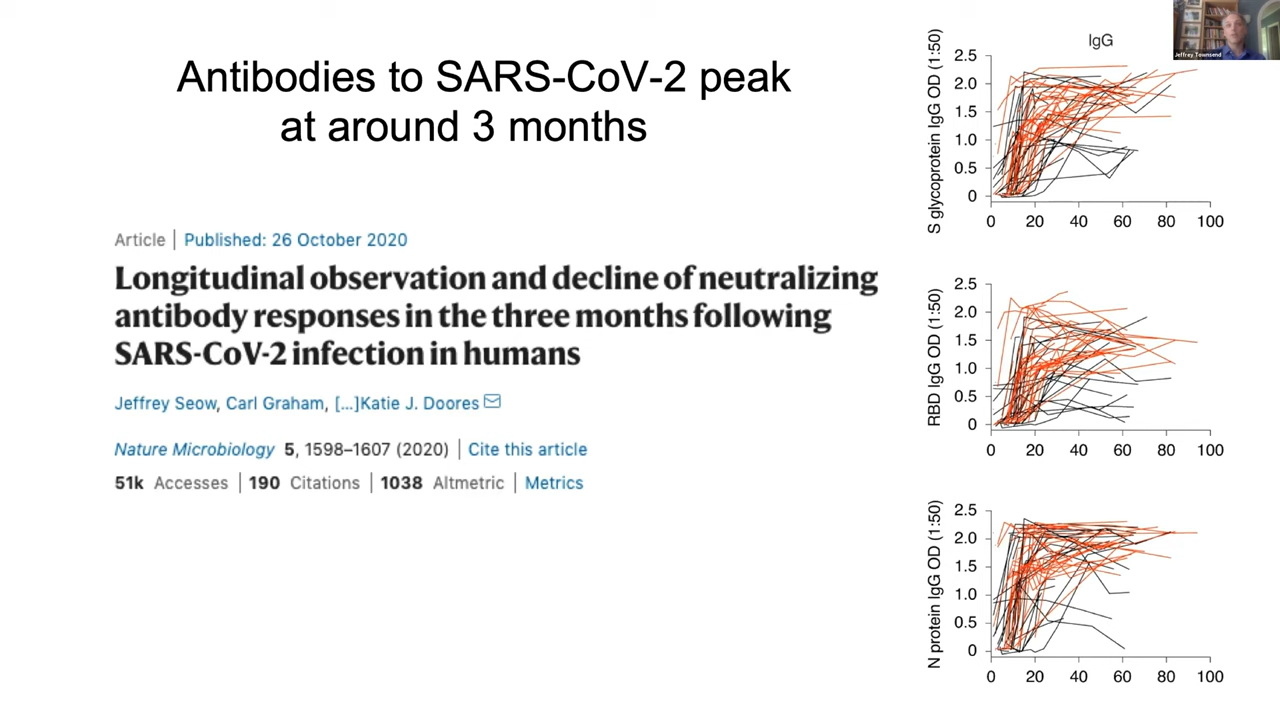 Antibodies to SARS-CoV-2 peak
at around 3 months
Article | Published: 26 October 2020
Longitudinal observation and decline of neutralizing
antibody responses in the three months following
SARS-CoV-2 infection in humans
Jeffrey Seow, Carl Graham, [...]Katie J. Doores
Nature Microbiology 5, 1598–1607 (2020) | Cite this article
51k Accesses | 190 Citations | 1038 Altmetric | Metrics
Jeffrey Townsend
IgG
S glycoprotein IgG OD (1:50)
2.5
2.0
1.5
1.0
0.5
0
0 20 40 60 80 100
RBD IgG OD (1:50)
2.5
2.0
1.5
1.0
0.5
0
0 20 40 60 80 100
N protein IgG OD (1:50)
2.5
2.0
1.5
1.0
0.5
0
0 20 40 60 80 100